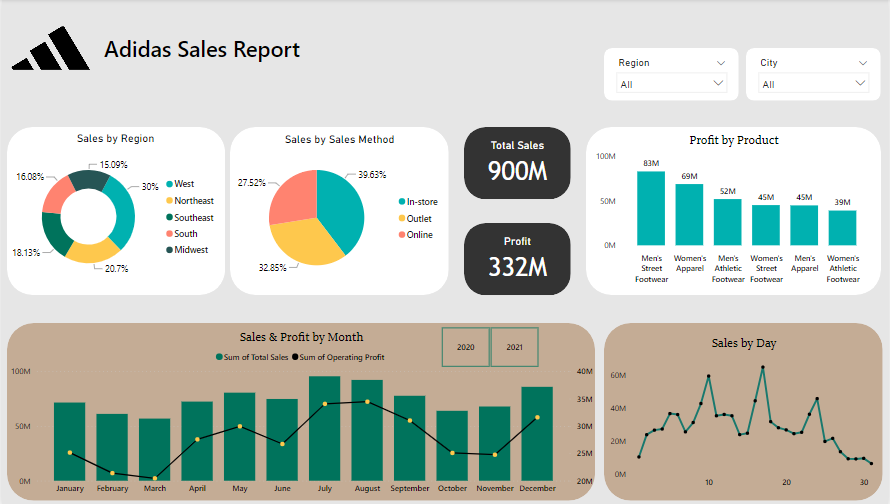 Adidas Sales Report
Region
All
City
All
Sales by Region
15.09%
16.08%
30%
18.13%
20.7%
West
Northeast
Southeast
South
Midwest
Sales by Sales Method
27.52%
39.63%
32.85%
In-store
Outlet
Online
Total Sales
900M
Profit
332M
Profit by Product
100M
50M
0M
83M
69M
52M
45M
45M
39M
Men's
Street
Footwear
Women's
Apparel
Men's
Athletic
Footwear
Women's
Street
Footwear
Men's
Apparel
Women's
Athletic
Footwear
Sales & Profit by Month
Sum of Total Sales
Sum of Operating Profit
2020
2021
100M
50M
0M
40M
35M
30M
25M
20M
January
February
March
April
May
June
July
August
September
October
November
December
Sales by Day
60M
40M
20M
0M
10
20
30